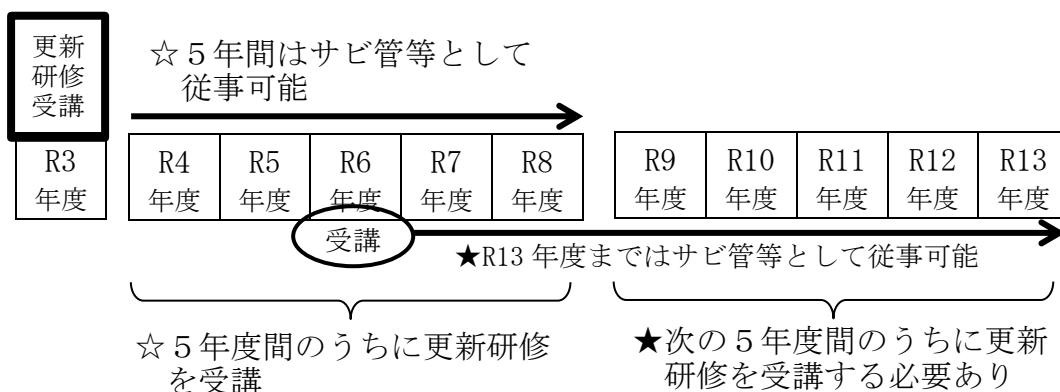 更新
研修
受講
☆５年間はサビ管等として
従事可能
R3
年度
R4
年度
R5
年度
R6
年度
R7
年度
R8
年度
R9
年度
R10
年度
R11
年度
R12
年度
R13
年度
受講
★R13 年度まではサビ管等として従事可能
☆５年度間のうちに更新研修
を受講
★次の５年度間のうちに更新
研修を受講する必要あり